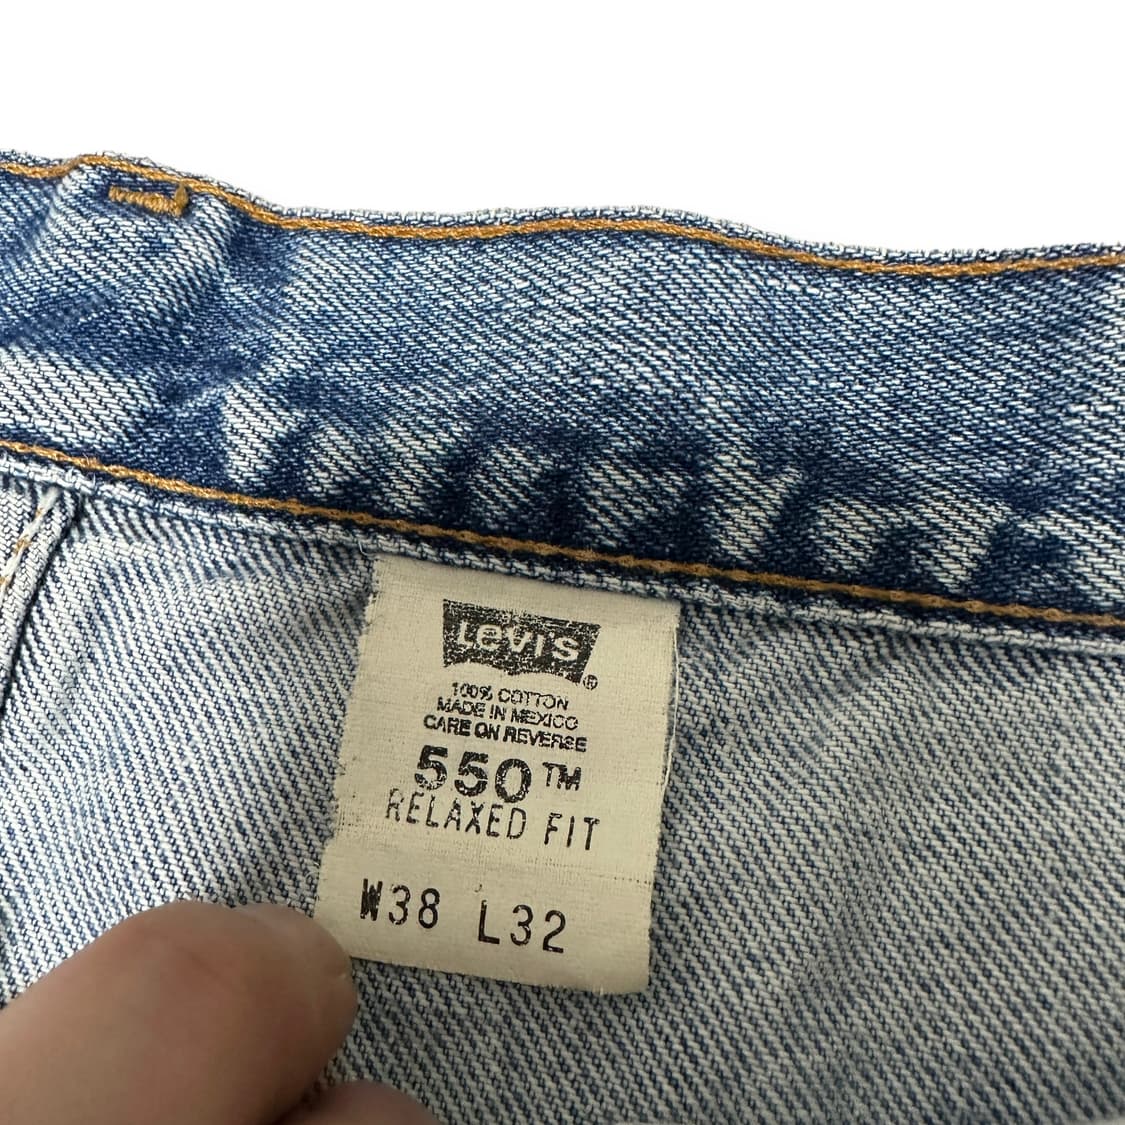 Levi's ®
100% COTTON
MADE IN MEXICO
CARE ON REVERSE
550™
RELAXED FIT
W38 L32